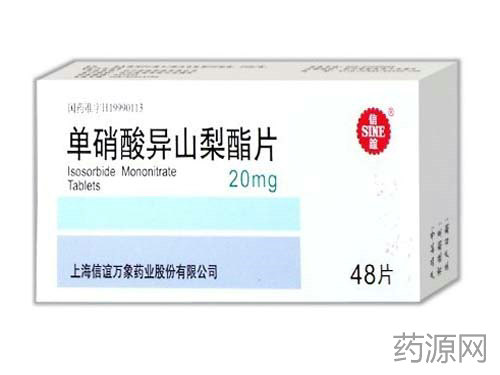 国药准字H19990113
信
SINE
谊
®
单硝酸异山梨酯片
Isosorbide Mononitrate
Tablets
20mg
上海信谊万象药业股份有限公司
48片
药源网